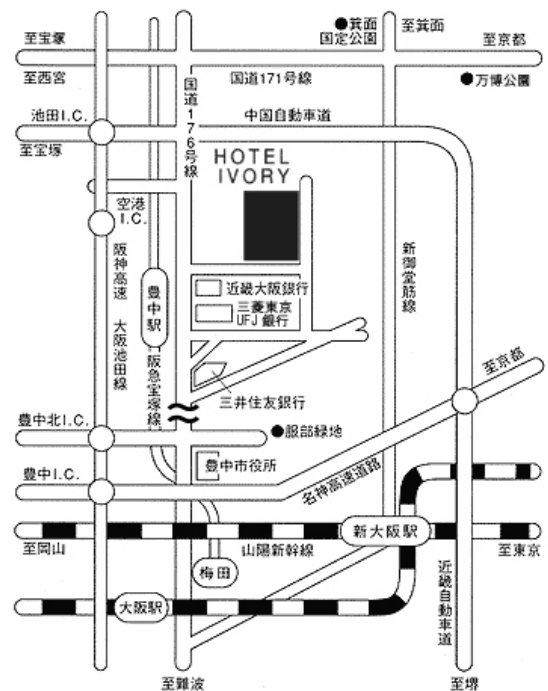 至宝塚
至西宮
●箕面
国定公園
至箕面
至京都
国道171号線
●万博公園
池田I.C.
至宝塚
国道176号線
中国自動車道
HOTEL
IVORY
空港
I.C.
阪神高速 大阪池田線
豊中駅
阪急宝塚線
近畿大阪銀行
三菱東京
UFJ銀行
新御堂筋線
三井住友銀行
至京都
豊中北I.C.
●服部緑地
豊中市役所
豊中I.C.
名神高速道路
至岡山
山陽新幹線
新大阪駅
至東京
梅田
大阪駅
近畿自動車道
至難波
至堺